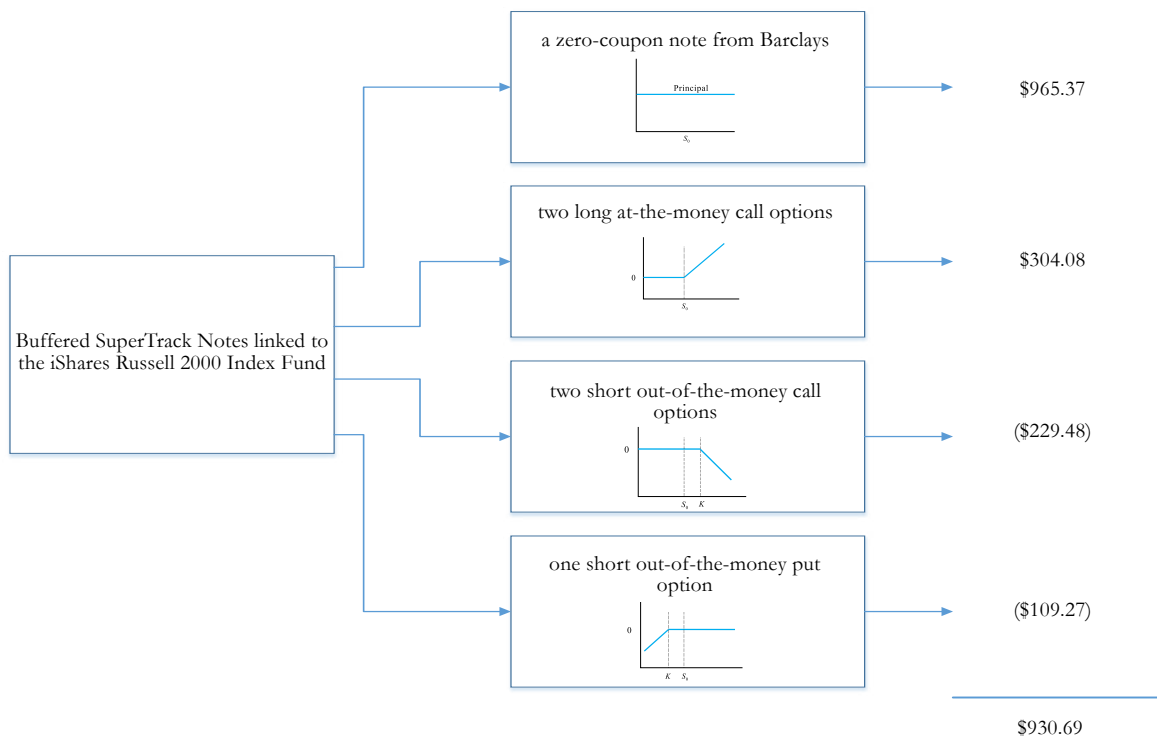 Buffered SuperTrack Notes linked to
the iShares Russell 2000 Index Fund
a zero-coupon note from Barclays
Principal
S₀
$965.37
two long at-the-money call options
0
S₀
$304.08
two short out-of-the-money call
options
0
S₀ K
($229.48)
one short out-of-the-money put
option
0
K S₀
($109.27)
$930.69